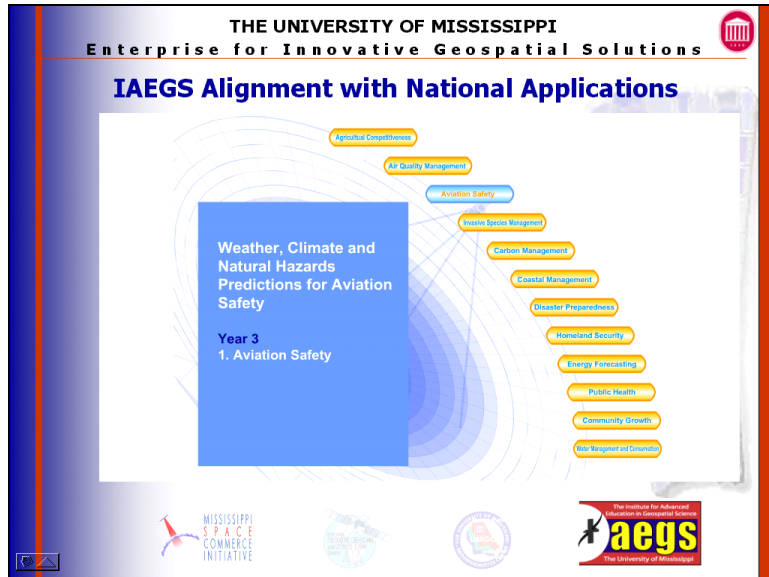 THE UNIVERSITY OF MISSISSIPPI
Enterprise for Innovative Geospatial Solutions
IAEGS Alignment with National Applications
Agricultual Competitiveness
Air Quality Management
Aviation Safety
Invasive Species Management
Carbon Management
Coastal Management
Disaster Preparedness
Homeland Security
Energy Forecasting
Public Health
Community Growth
Water Management and Conservation
Weather, Climate and
Natural Hazards
Predictions for Aviation
Safety
Year 3
1. Aviation Safety
MISSISSIPPI
SPACE
COMMERCE
INITIATIVE
The Institute for Advanced
Education in Geospatial Science
iaegs
The University of Mississippi